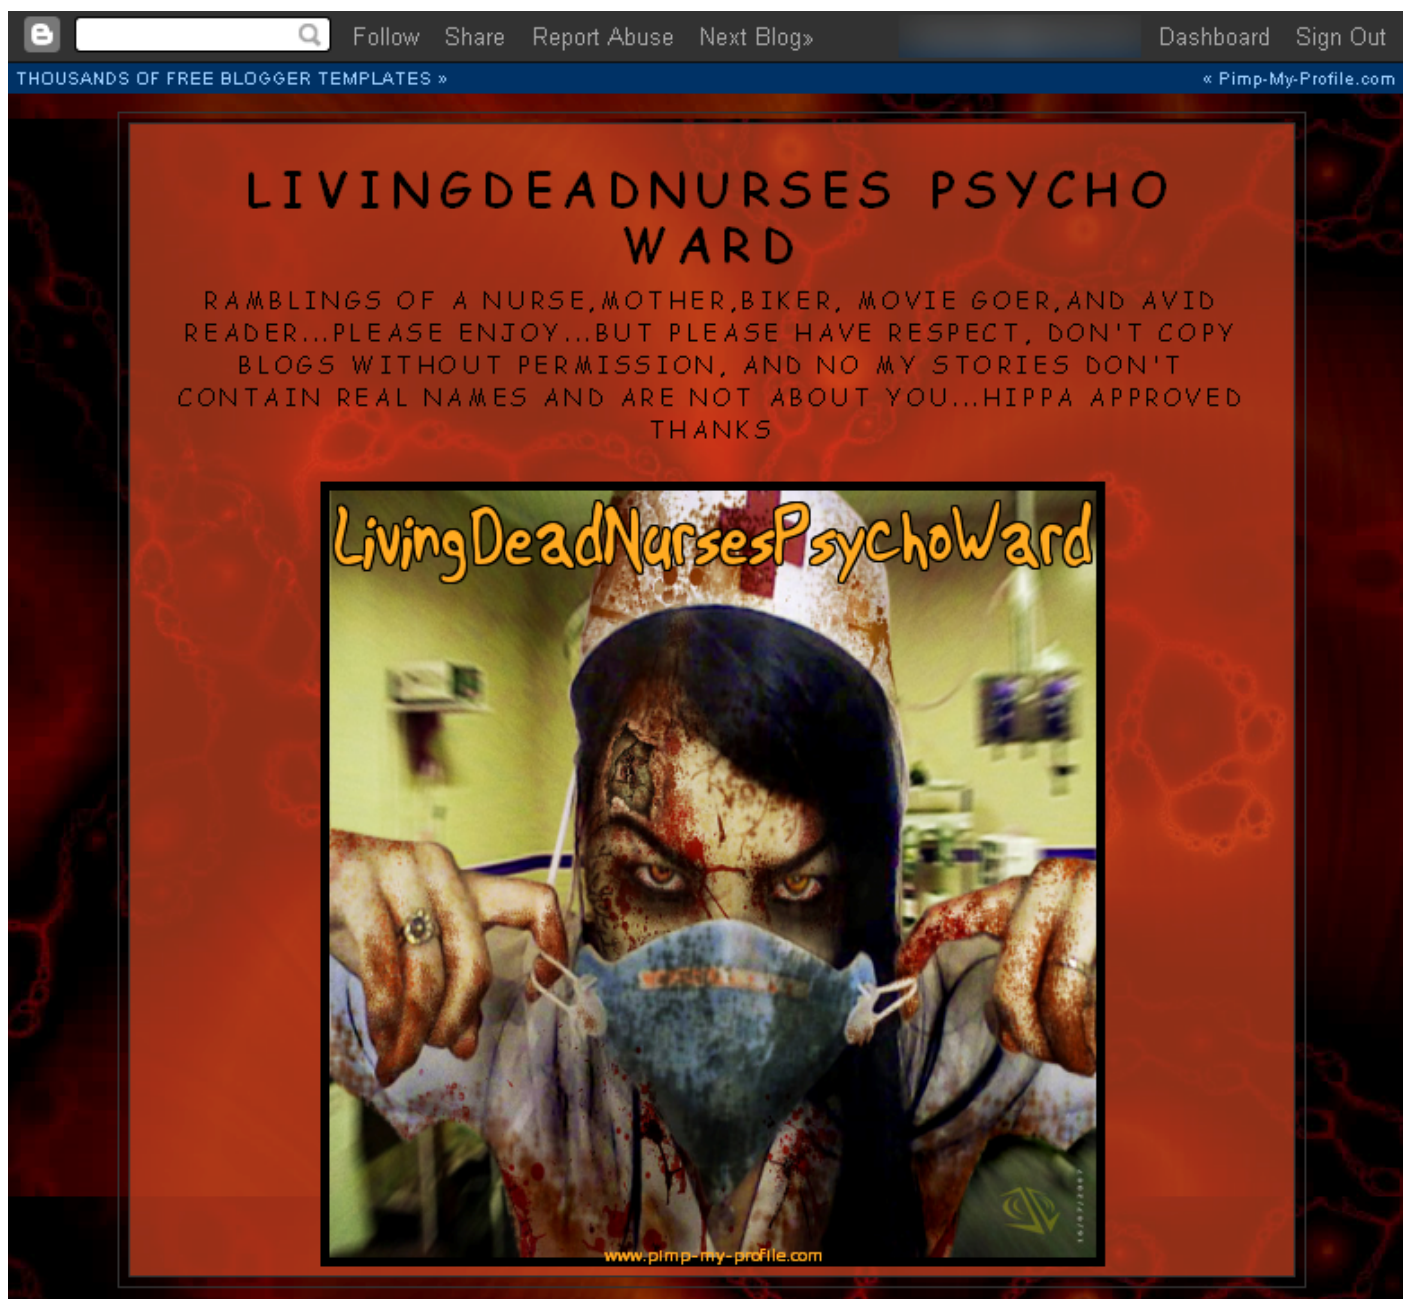 Follow Share Report Abuse Next Blog» Dashboard Sign Out
THOUSANDS OF FREE BLOGGER TEMPLATES » « Pimp-My-Profile.com
LIVINGDEADNURSES PSYCHO
WARD
RAMBLINGS OF A NURSE,MOTHER,BIKER, MOVIE GOER,AND AVID
READER...PLEASE ENJOY...BUT PLEASE HAVE RESPECT, DON'T COPY
BLOGS WITHOUT PERMISSION, AND NO MY STORIES DON'T
CONTAIN REAL NAMES AND ARE NOT ABOUT YOU...HIPPA APPROVED
THANKS
LivingDeadNursesPsychoWard
16/07/2007
www.pimp-my-profile.com